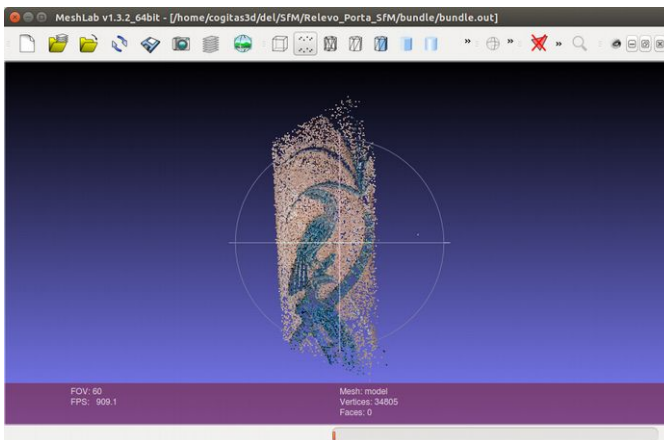 MeshLab v1.3.2_64bit - [/home/cogitas3d/del/SfM/Relevo_Porta_SfM/bundle/bundle.out]
FOV: 60
FPS: 909.1
Mesh: model
Vertices: 34805
Faces: 0